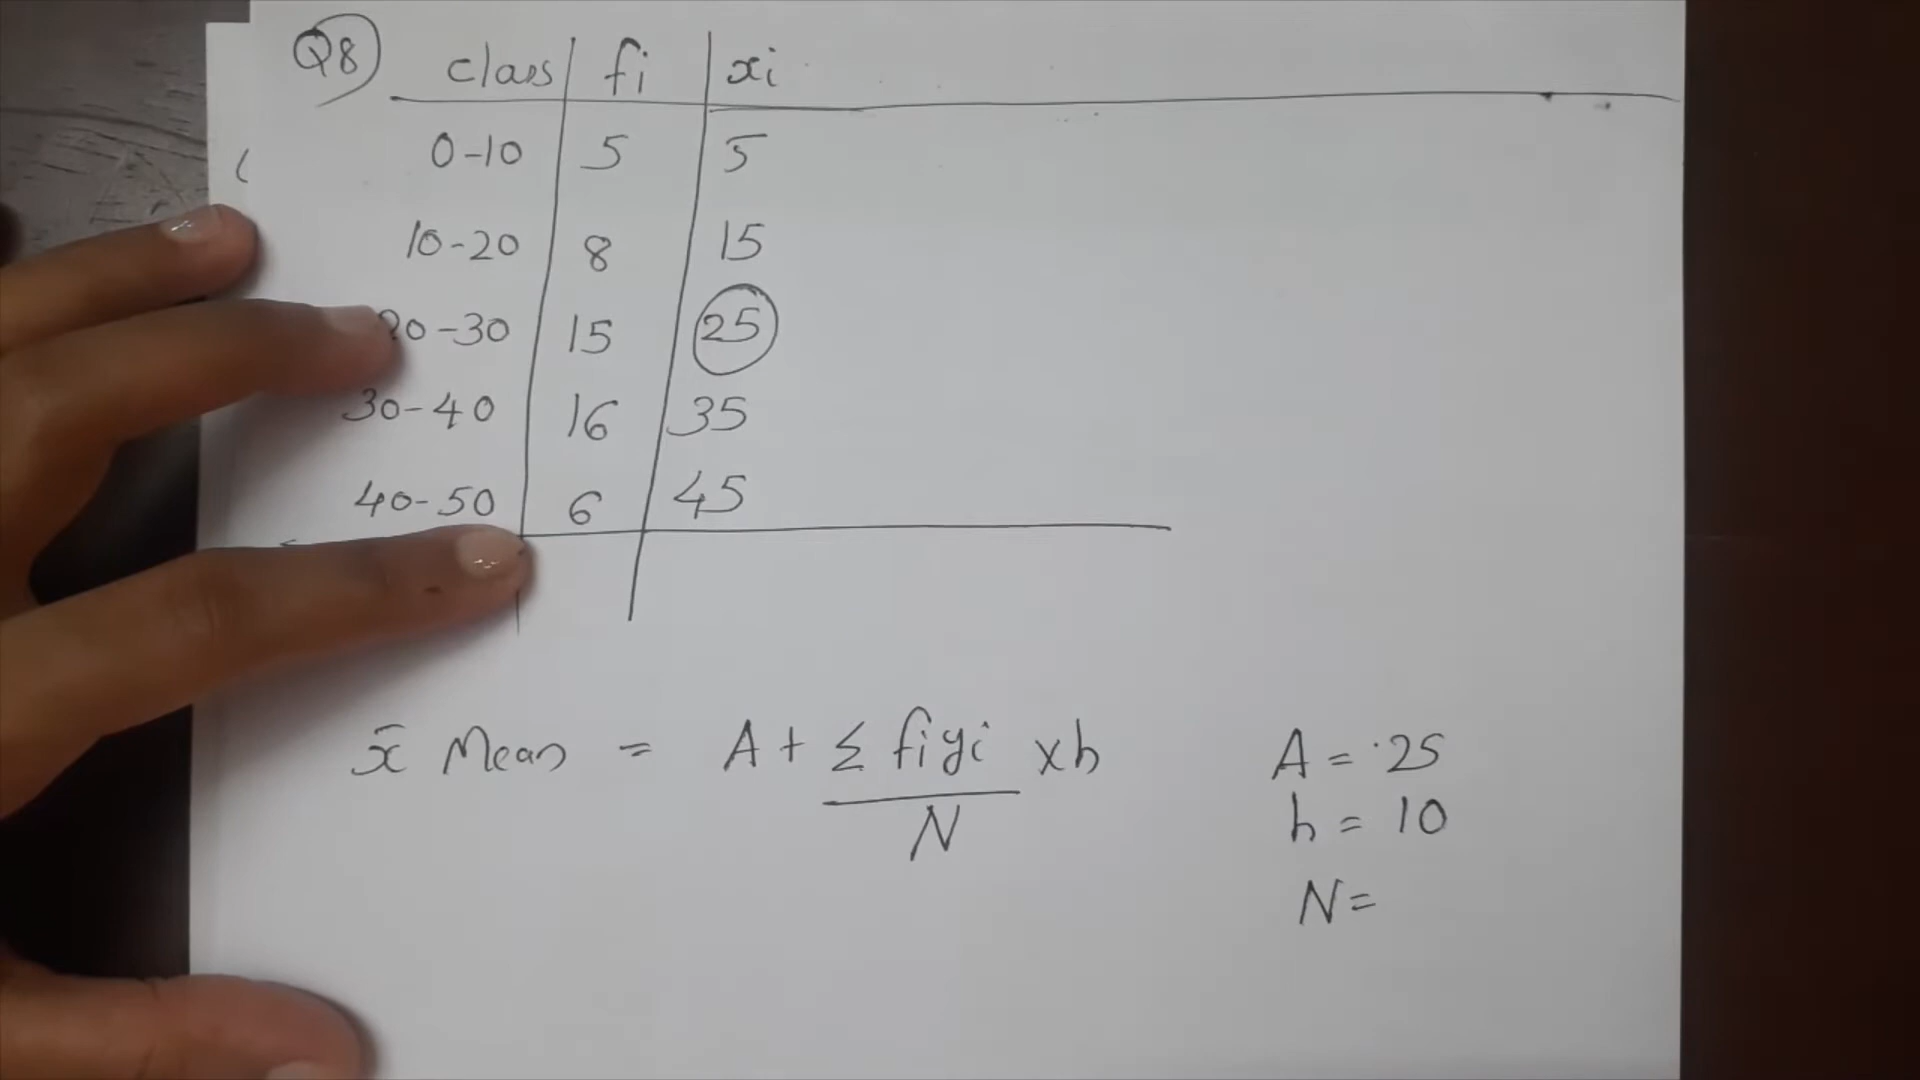 Q8 class fi xi
0-10 5 5
10-20 8 15
20-30 15 25
30-40 16 35
40-50 6 45
x̄ Mean = A + Σ fiyi × h
N
A = 25
h = 10
N =